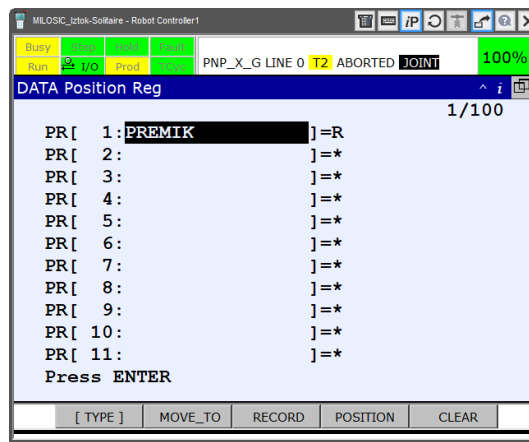 MILOSIC_Iztok-Solitaire - Robot Controller1
Busy Step Hold Fault
Run I/O Prod TCyc
PNP_X_G LINE 0 T2 ABORTED JOINT
100%
DATA Position Reg
1/100
PR[ 1:PREMIK ]=R
PR[ 2: ]=*
PR[ 3: ]=*
PR[ 4: ]=*
PR[ 5: ]=*
PR[ 6: ]=*
PR[ 7: ]=*
PR[ 8: ]=*
PR[ 9: ]=*
PR[ 10: ]=*
PR[ 11: ]=*
Press ENTER
[ TYPE ] MOVE_TO RECORD POSITION CLEAR